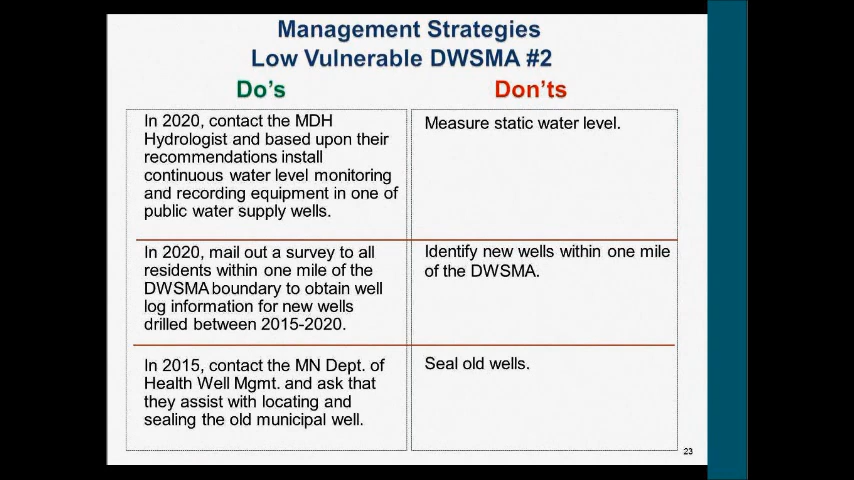 Management Strategies
Low Vulnerable DWSMA #2
Do's
Don'ts
In 2020, contact the MDH
Hydrologist and based upon their
recommendations install
continuous water level monitoring
and recording equipment in one of
public water supply wells.
Measure static water level.
In 2020, mail out a survey to all
residents within one mile of the
DWSMA boundary to obtain well
log information for new wells
drilled between 2015-2020.
Identify new wells within one mile
of the DWSMA.
In 2015, contact the MN Dept. of
Health Well Mgmt. and ask that
they assist with locating and
sealing the old municipal well.
Seal old wells.
23